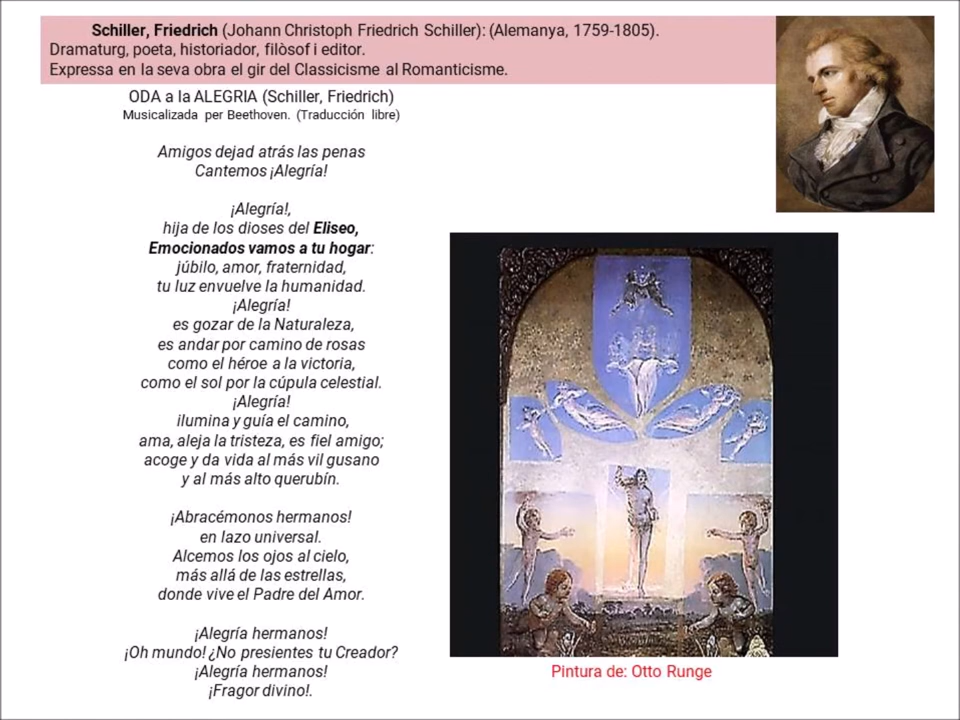 Schiller, Friedrich (Johann Christoph Friedrich Schiller): (Alemanya, 1759-1805).
Dramaturg, poeta, historiador, filòsof i editor.
Expressa en la seva obra el gir del Classicisme al Romanticisme.
ODA a la ALEGRIA (Schiller, Friedrich)
Musicalizada per Beethoven. (Traducción libre)
Amigos dejad atrás las penas
Cantemos ¡Alegría!
¡Alegría!,
hija de los dioses del Eliseo,
Emocionados vamos a tu hogar:
júbilo, amor, fraternidad,
tu luz envuelve la humanidad.
¡Alegría!
es gozar de la Naturaleza,
es andar por camino de rosas
como el héroe a la victoria,
como el sol por la cúpula celestial.
¡Alegría!
ilumina y guía el camino,
ama, aleja la tristeza, es fiel amigo;
acoge y da vida al más vil gusano
y al más alto querubín.
¡Abracémonos hermanos!
en lazo universal.
Alcemos los ojos al cielo,
más allá de las estrellas,
donde vive el Padre del Amor.
¡Alegría hermanos!
¡Oh mundo! ¿No presientes tu Creador?
¡Alegría hermanos!
¡Fragor divino!.
Pintura de: Otto Runge